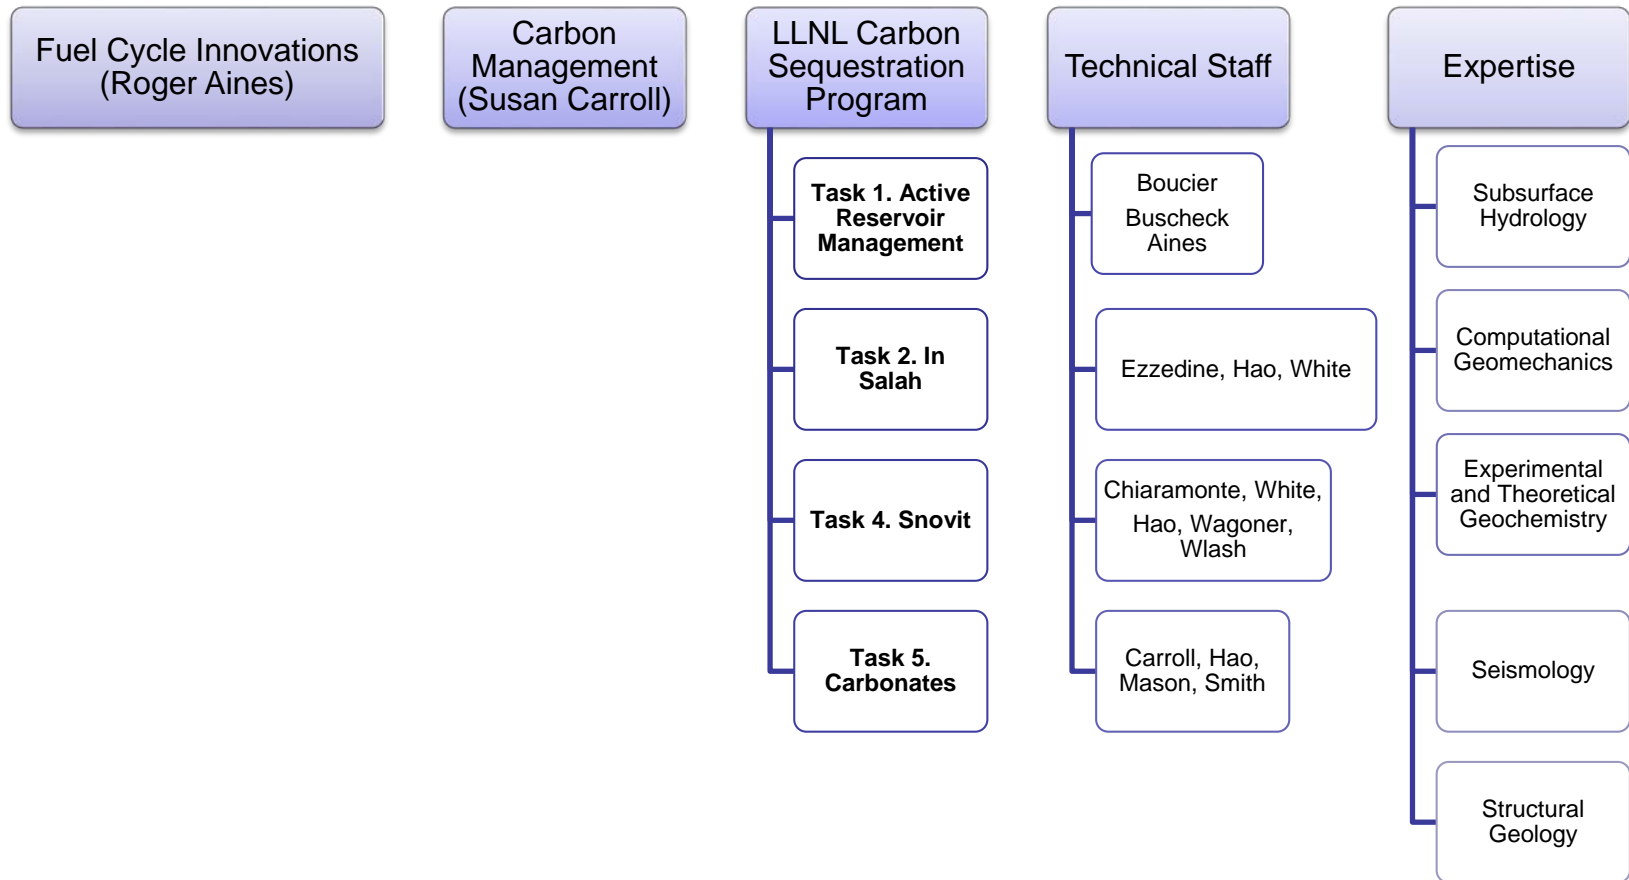 Fuel Cycle Innovations
(Roger Aines)
Carbon
Management
(Susan Carroll)
LLNL Carbon
Sequestration
Program
Task 1. Active
Reservoir
Management
Task 2. In
Salah
Task 4. Snovit
Task 5.
Carbonates
Technical Staff
Boucier
Buscheck
Aines
Ezzedine, Hao, White
Chiaramonte, White,
Hao, Wagoner,
Wlash
Carroll, Hao,
Mason, Smith
Expertise
Subsurface
Hydrology
Computational
Geomechanics
Experimental
and Theoretical
Geochemistry
Seismology
Structural
Geology